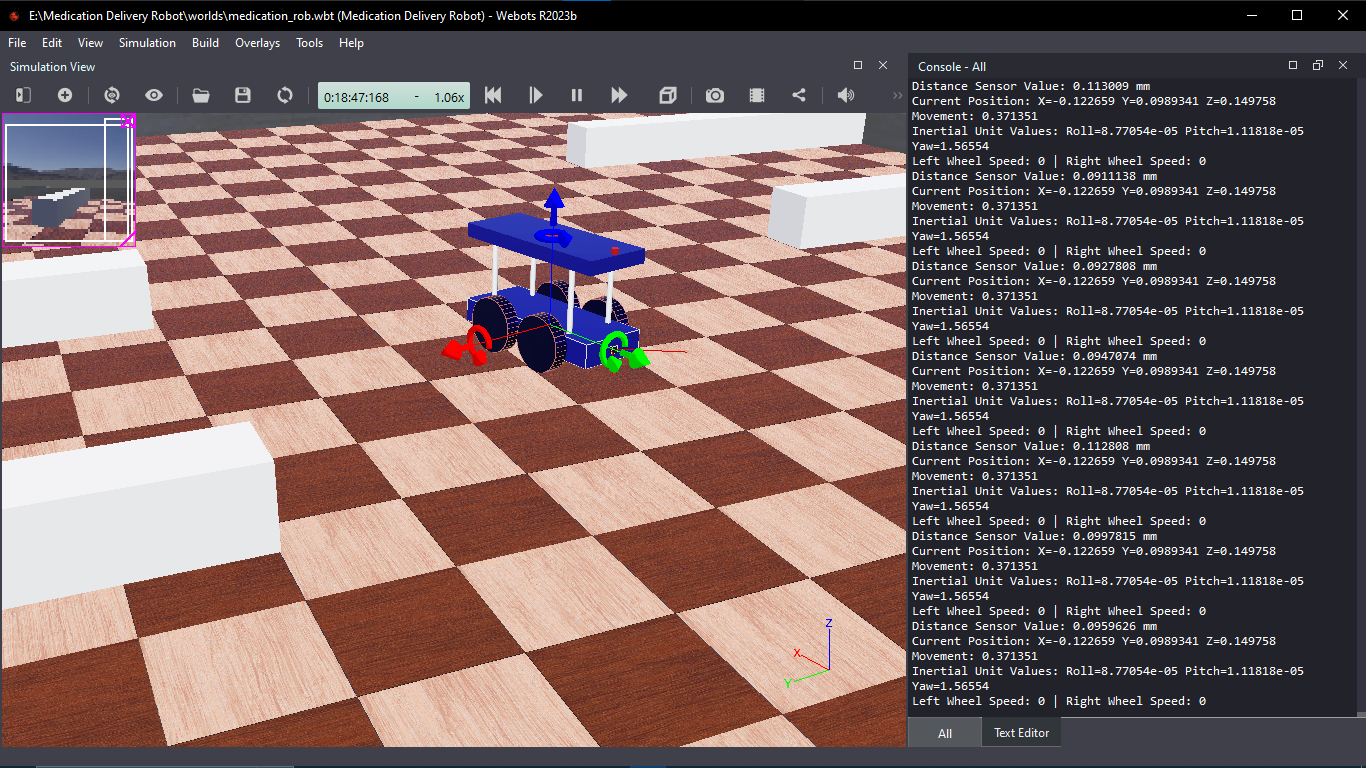 E:\Medication Delivery Robot\worlds\medication_rob.wbt (Medication Delivery Robot) - Webots R2023b
File Edit View Simulation Build Overlays Tools Help
Simulation View
0:18:47:168 - 1.06x
X
Y
Z
Console - All
Distance Sensor Value: 0.113009 mm
Current Position: X=-0.122659 Y=0.0989341 Z=0.149758
Movement: 0.371351
Inertial Unit Values: Roll=8.77054e-05 Pitch=1.11818e-05
Yaw=1.56554
Left Wheel Speed: 0 | Right Wheel Speed: 0
Distance Sensor Value: 0.0911138 mm
Current Position: X=-0.122659 Y=0.0989341 Z=0.149758
Movement: 0.371351
Inertial Unit Values: Roll=8.77054e-05 Pitch=1.11818e-05
Yaw=1.56554
Left Wheel Speed: 0 | Right Wheel Speed: 0
Distance Sensor Value: 0.0927808 mm
Current Position: X=-0.122659 Y=0.0989341 Z=0.149758
Movement: 0.371351
Inertial Unit Values: Roll=8.77054e-05 Pitch=1.11818e-05
Yaw=1.56554
Left Wheel Speed: 0 | Right Wheel Speed: 0
Distance Sensor Value: 0.0947074 mm
Current Position: X=-0.122659 Y=0.0989341 Z=0.149758
Movement: 0.371351
Inertial Unit Values: Roll=8.77054e-05 Pitch=1.11818e-05
Yaw=1.56554
Left Wheel Speed: 0 | Right Wheel Speed: 0
Distance Sensor Value: 0.112808 mm
Current Position: X=-0.122659 Y=0.0989341 Z=0.149758
Movement: 0.371351
Inertial Unit Values: Roll=8.77054e-05 Pitch=1.11818e-05
Yaw=1.56554
Left Wheel Speed: 0 | Right Wheel Speed: 0
Distance Sensor Value: 0.0997815 mm
Current Position: X=-0.122659 Y=0.0989341 Z=0.149758
Movement: 0.371351
Inertial Unit Values: Roll=8.77054e-05 Pitch=1.11818e-05
Yaw=1.56554
Left Wheel Speed: 0 | Right Wheel Speed: 0
Distance Sensor Value: 0.0959626 mm
Current Position: X=-0.122659 Y=0.0989341 Z=0.149758
Movement: 0.371351
Inertial Unit Values: Roll=8.77054e-05 Pitch=1.11818e-05
Yaw=1.56554
Left Wheel Speed: 0 | Right Wheel Speed: 0
All Text Editor